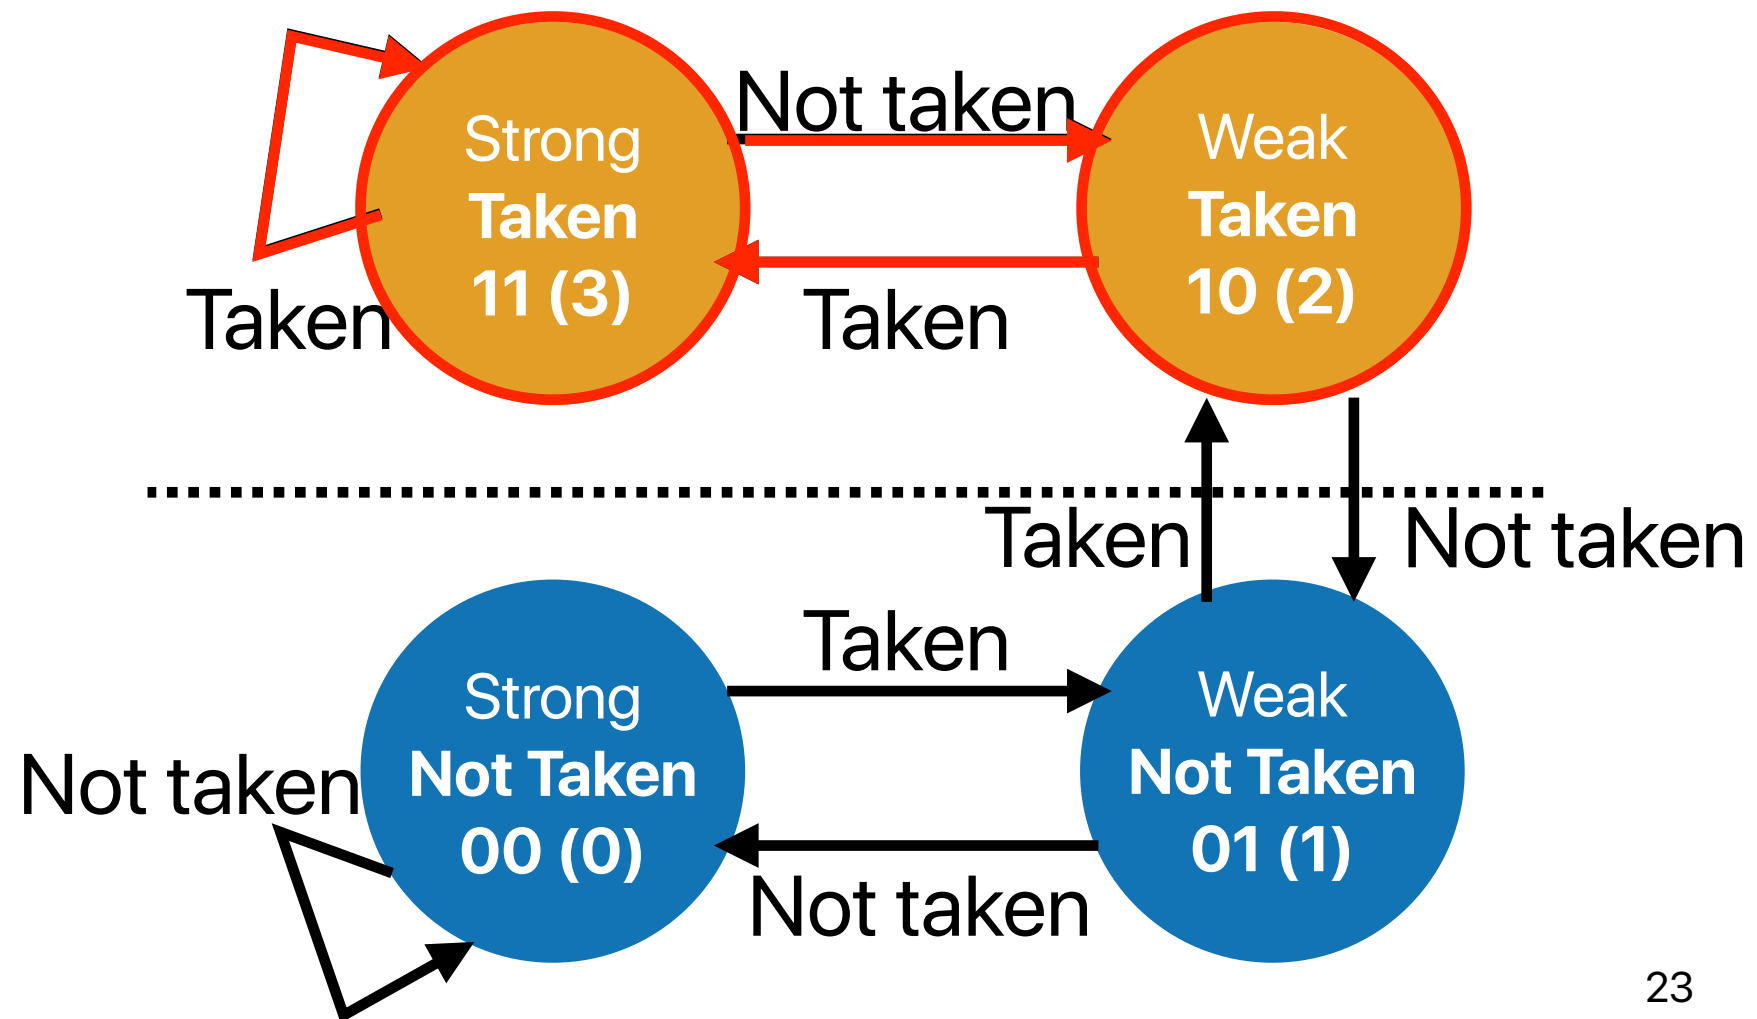 Not taken
Strong
Taken
11 (3)
Weak
Taken
10 (2)
Taken
Taken
Taken
Not taken
Taken
Strong
Not Taken
00 (0)
Weak
Not Taken
01 (1)
Not taken
Not taken
23